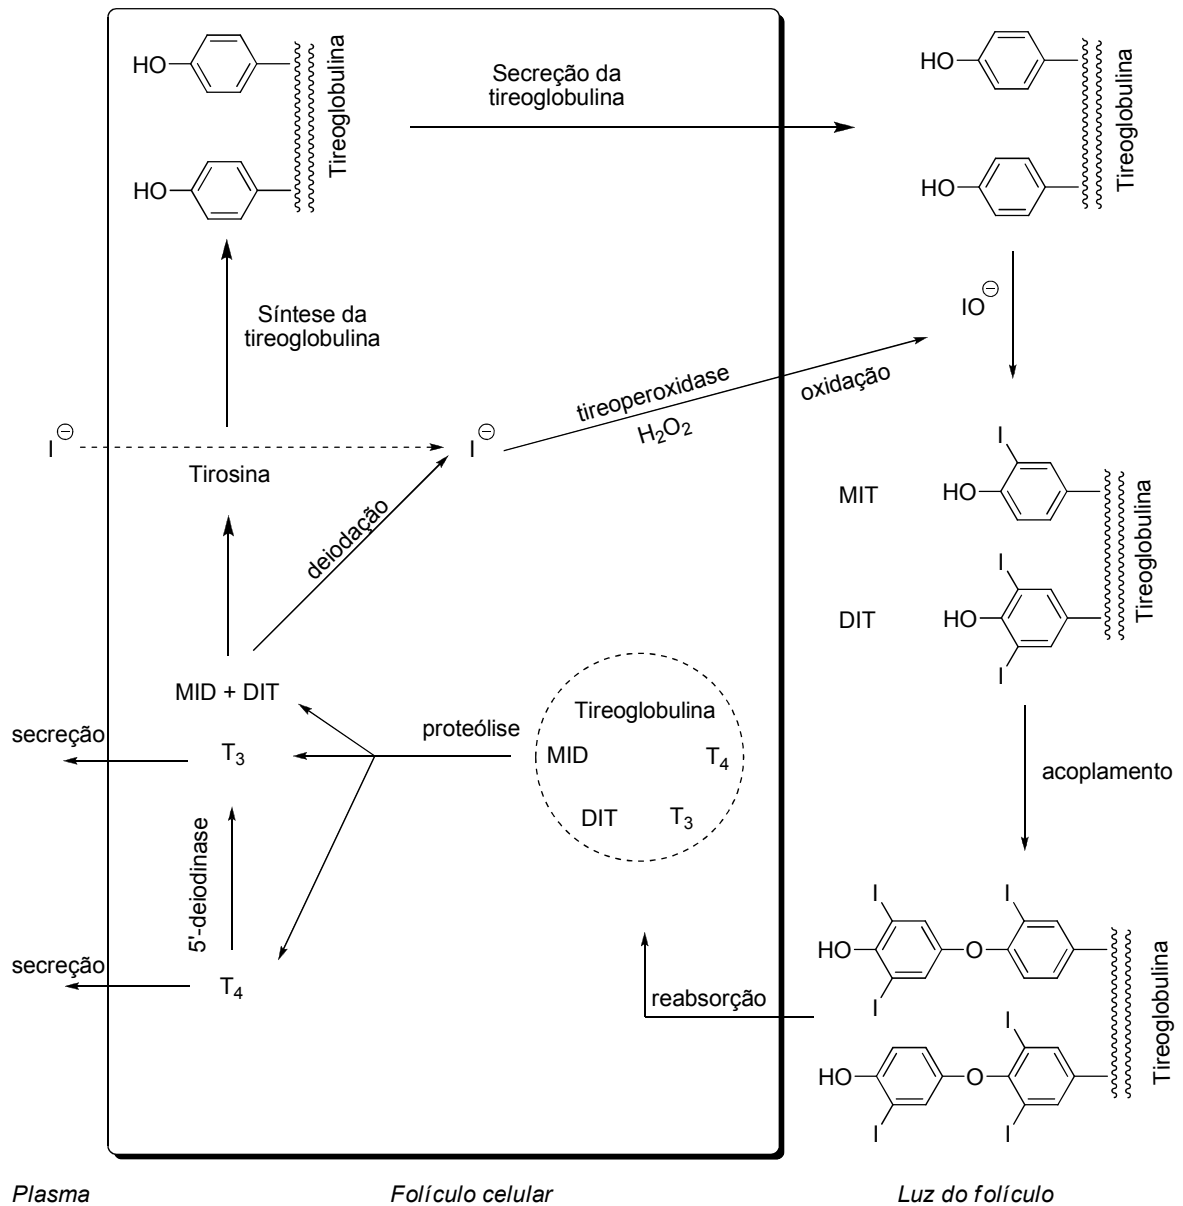 HO
HO
Tireoglobulina
Secreção da
tireoglobulina
HO
HO
Tireoglobulina
Síntese da
tireoglobulina
IO⊖
tireoperoxidase
H2O2
oxidação
I⊖
I⊖
Tirosina
deiodação
MIT
I
HO
DIT
I
HO
I
Tireoglobulina
MID + DIT
secreção
T3
proteólise
Tireoglobulina
MID
T4
DIT
T3
acoplamento
5'-deiodinase
secreção
T4
reabsorção
I
I
HO
O
I
I
HO
O
I
I
Tireoglobulina
Plasma
Folículo celular
Luz do folículo